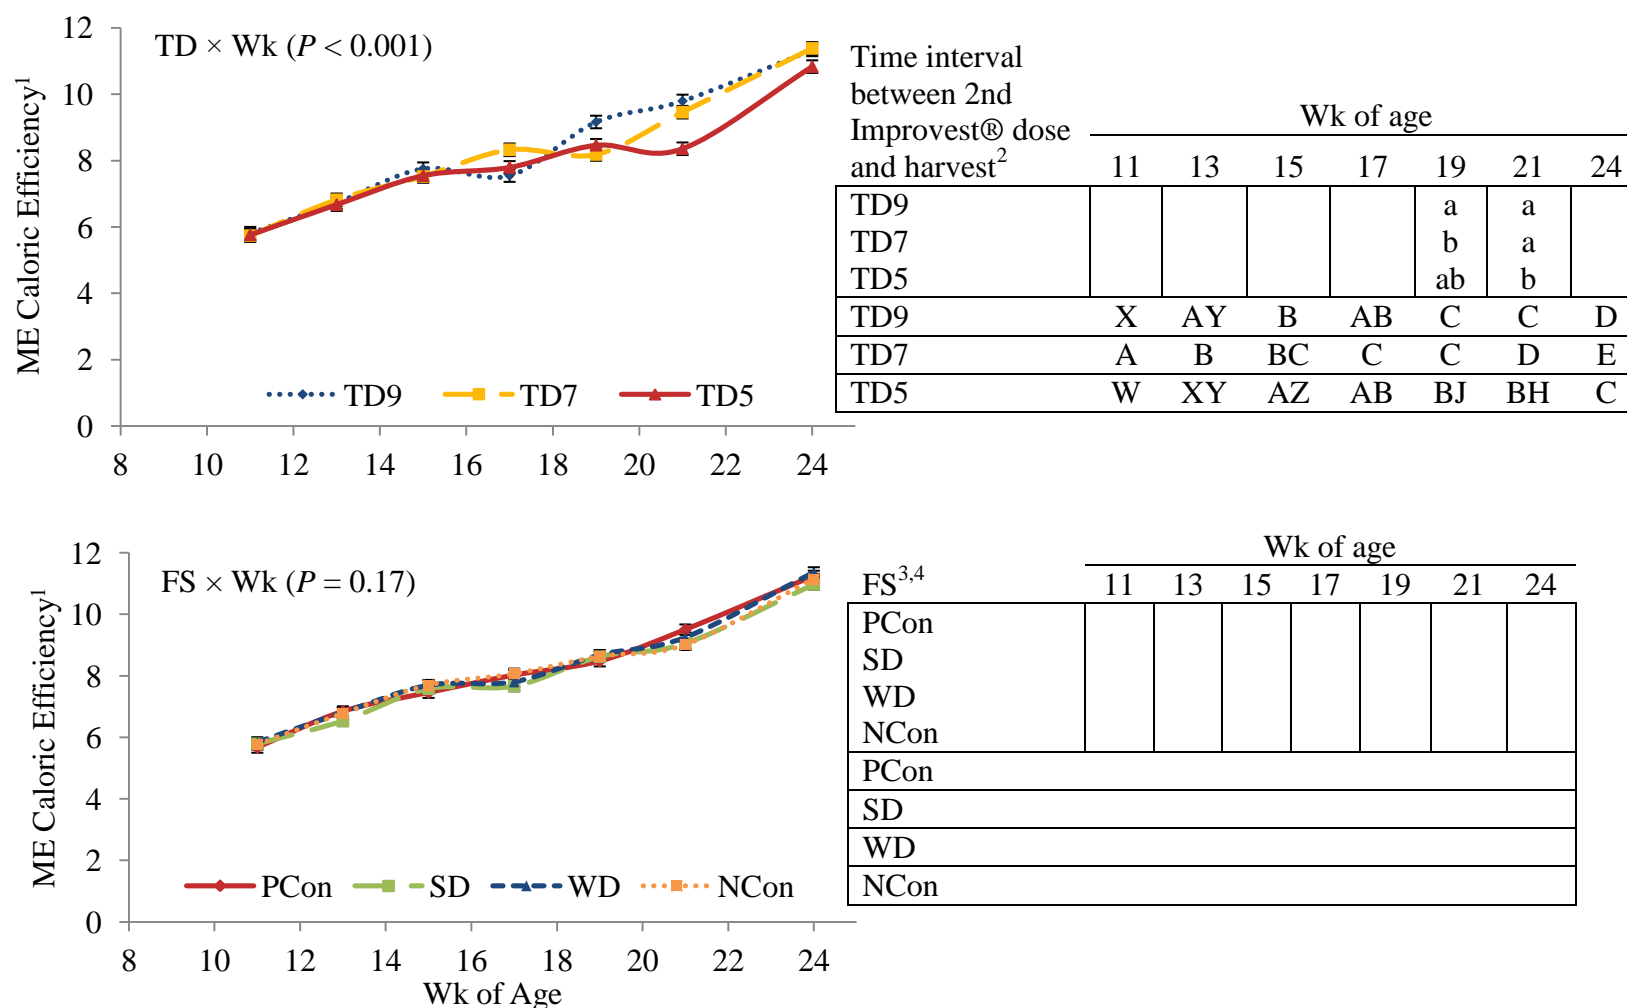 TD × Wk (P < 0.001)
ME Caloric Efficiency1
12
10
8
6
4
2
0
8 10 12 14 16 18 20 22 24
TD9 TD7 TD5
Time interval
between 2nd
Improvest® dose
and harvest2
Wk of age
11 13 15 17 19 21 24
TD9 a a
TD7 b a
TD5 ab b
TD9 X AY B AB C C D
TD7 A B BC C C D E
TD5 W XY AZ AB BJ BH C
FS × Wk (P = 0.17)
ME Caloric Efficiency1
12
10
8
6
4
2
0
8 10 12 14 16 18 20 22 24
PCon SD WD NCon
Wk of Age
Wk of age
FS3,4 11 13 15 17 19 21 24
PCon
SD
WD
NCon
PCon
SD
WD
NCon